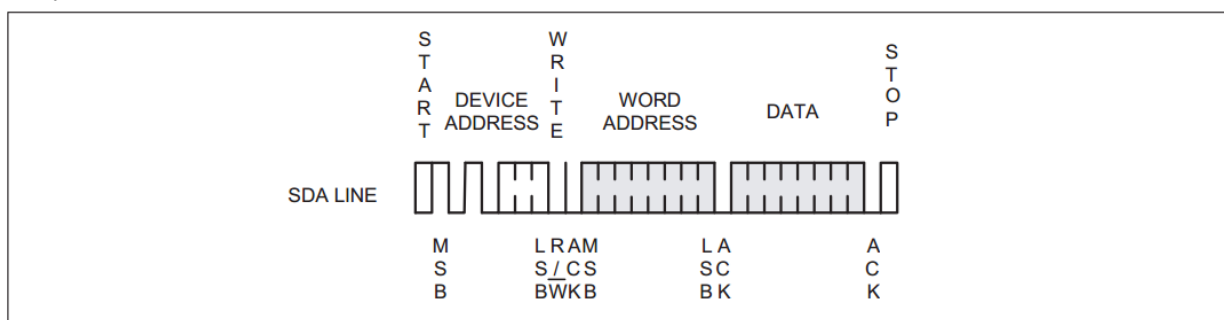 START
WRITE
STOP
DEVICE
ADDRESS
WORD
ADDRESS
DATA
SDA LINE
MSB
LSB
R/W
ACK
MSB
LSB
ACK
ACK